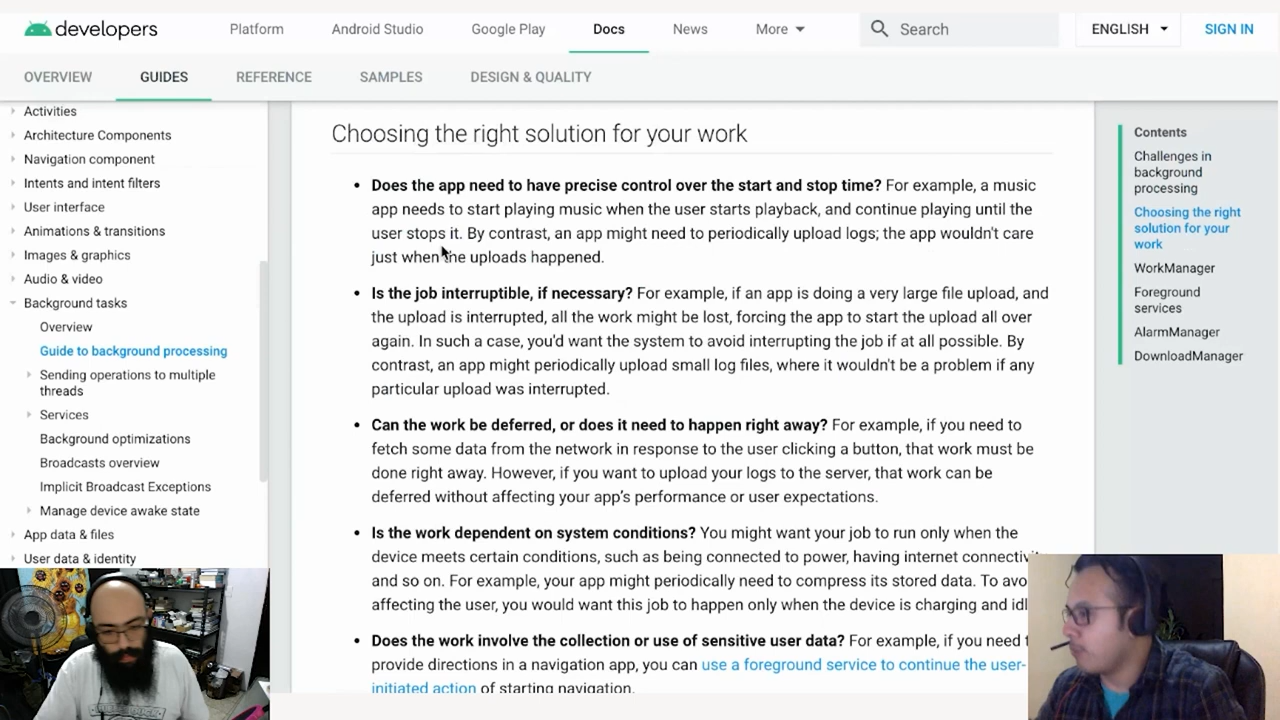 developers
Platform
Android Studio
Google Play
Docs
News
More
Search
ENGLISH
SIGN IN
OVERVIEW
GUIDES
REFERENCE
SAMPLES
DESIGN & QUALITY
Activities
Architecture Components
Navigation component
Intents and intent filters
User interface
Animations & transitions
Images & graphics
Audio & video
Background tasks
Overview
Guide to background processing
Sending operations to multiple
threads
Services
Background optimizations
Broadcasts overview
Implicit Broadcast Exceptions
Manage device awake state
App data & files
User data & identity
Choosing the right solution for your work
• Does the app need to have precise control over the start and stop time? For example, a music
app needs to start playing music when the user starts playback, and continue playing until the
user stops it. By contrast, an app might need to periodically upload logs; the app wouldn't care
just when the uploads happened.
• Is the job interruptible, if necessary? For example, if an app is doing a very large file upload, and
the upload is interrupted, all the work might be lost, forcing the app to start the upload all over
again. In such a case, you'd want the system to avoid interrupting the job if at all possible. By
contrast, an app might periodically upload small log files, where it wouldn't be a problem if any
particular upload was interrupted.
• Can the work be deferred, or does it need to happen right away? For example, if you need to
fetch some data from the network in response to the user clicking a button, that work must be
done right away. However, if you want to upload your logs to the server, that work can be
deferred without affecting your app's performance or user expectations.
• Is the work dependent on system conditions? You might want your job to run only when the
device meets certain conditions, such as being connected to power, having internet
and so on. For example, your app might periodically need to compress its stored data. To
affecting the user, you would want this job to happen only when the device is charging and
• Does the work involve the collection or use of sensitive user data? For example, if you need
provide directions in a navigation app, you can use a foreground service to continue the user-
initiated action of starting navigation.
Contents
Challenges in
background
processing
Choosing the right
solution for your
work
WorkManager
Foreground
services
AlarmManager
DownloadManager